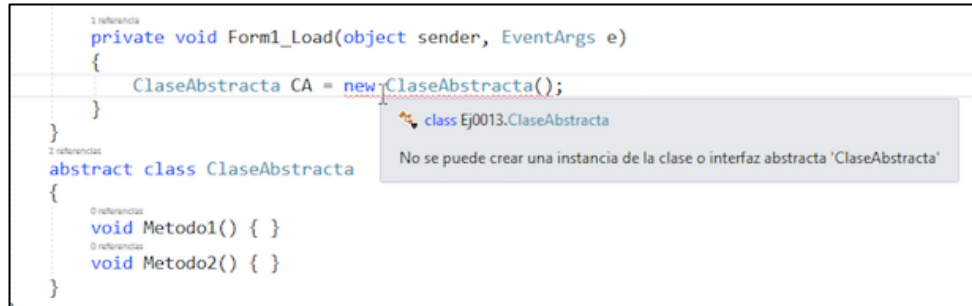 1 referencia
private void Form1_Load(object sender, EventArgs e)
{
ClaseAbstracta CA = new ClaseAbstracta();
}
class Ej0013.ClaseAbstracta
No se puede crear una instancia de la clase o interfaz abstracta 'ClaseAbstracta'
}
2 referencias
abstract class ClaseAbstracta
{
0 referencias
void Metodo1() { }
0 referencias
void Metodo2() { }
}